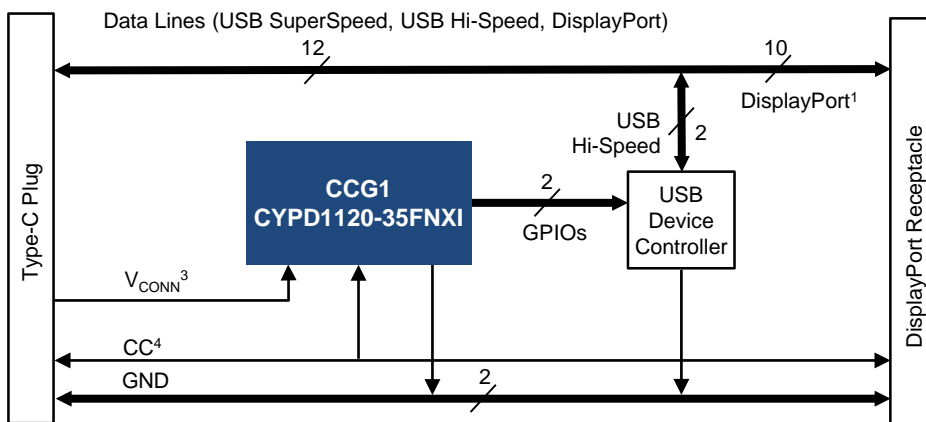 Data Lines (USB SuperSpeed, USB Hi-Speed, DisplayPort)
12
10
DisplayPort¹
USB
Hi-Speed
2
Type-C Plug
CCG1
CYPD1120-35FNXI
2
GPIOs
USB
Device
Controller
DisplayPort Receptacle
VCONN³
CC⁴
GND
2